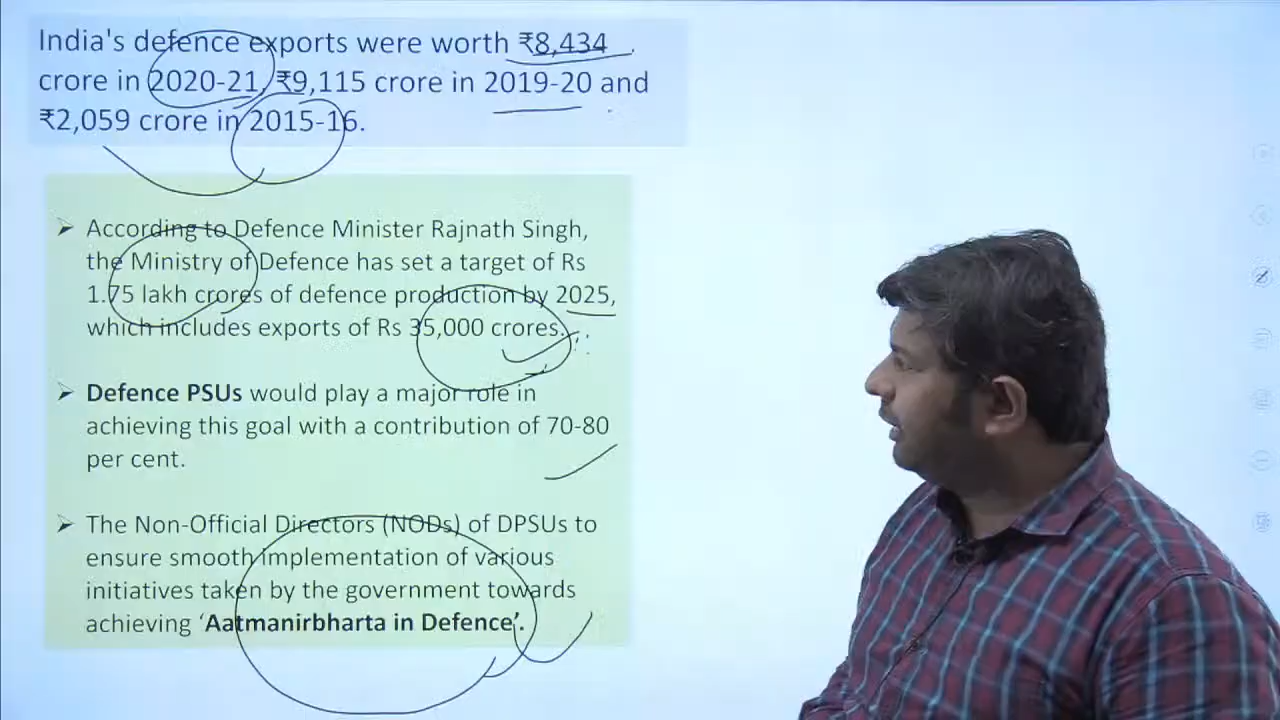 India's defence exports were worth ₹8,434
crore in 2020-21, ₹9,115 crore in 2019-20 and
₹2,059 crore in 2015-16.
➢ According to Defence Minister Rajnath Singh,
the Ministry of Defence has set a target of Rs
1.75 lakh crores of defence production by 2025,
which includes exports of Rs 35,000 crores.
➢ Defence PSUs would play a major role in
achieving this goal with a contribution of 70-80
per cent.
➢ The Non-Official Directors (NODs) of DPSUs to
ensure smooth implementation of various
initiatives taken by the government towards
achieving ‘Aatmanirbharta in Defence’.